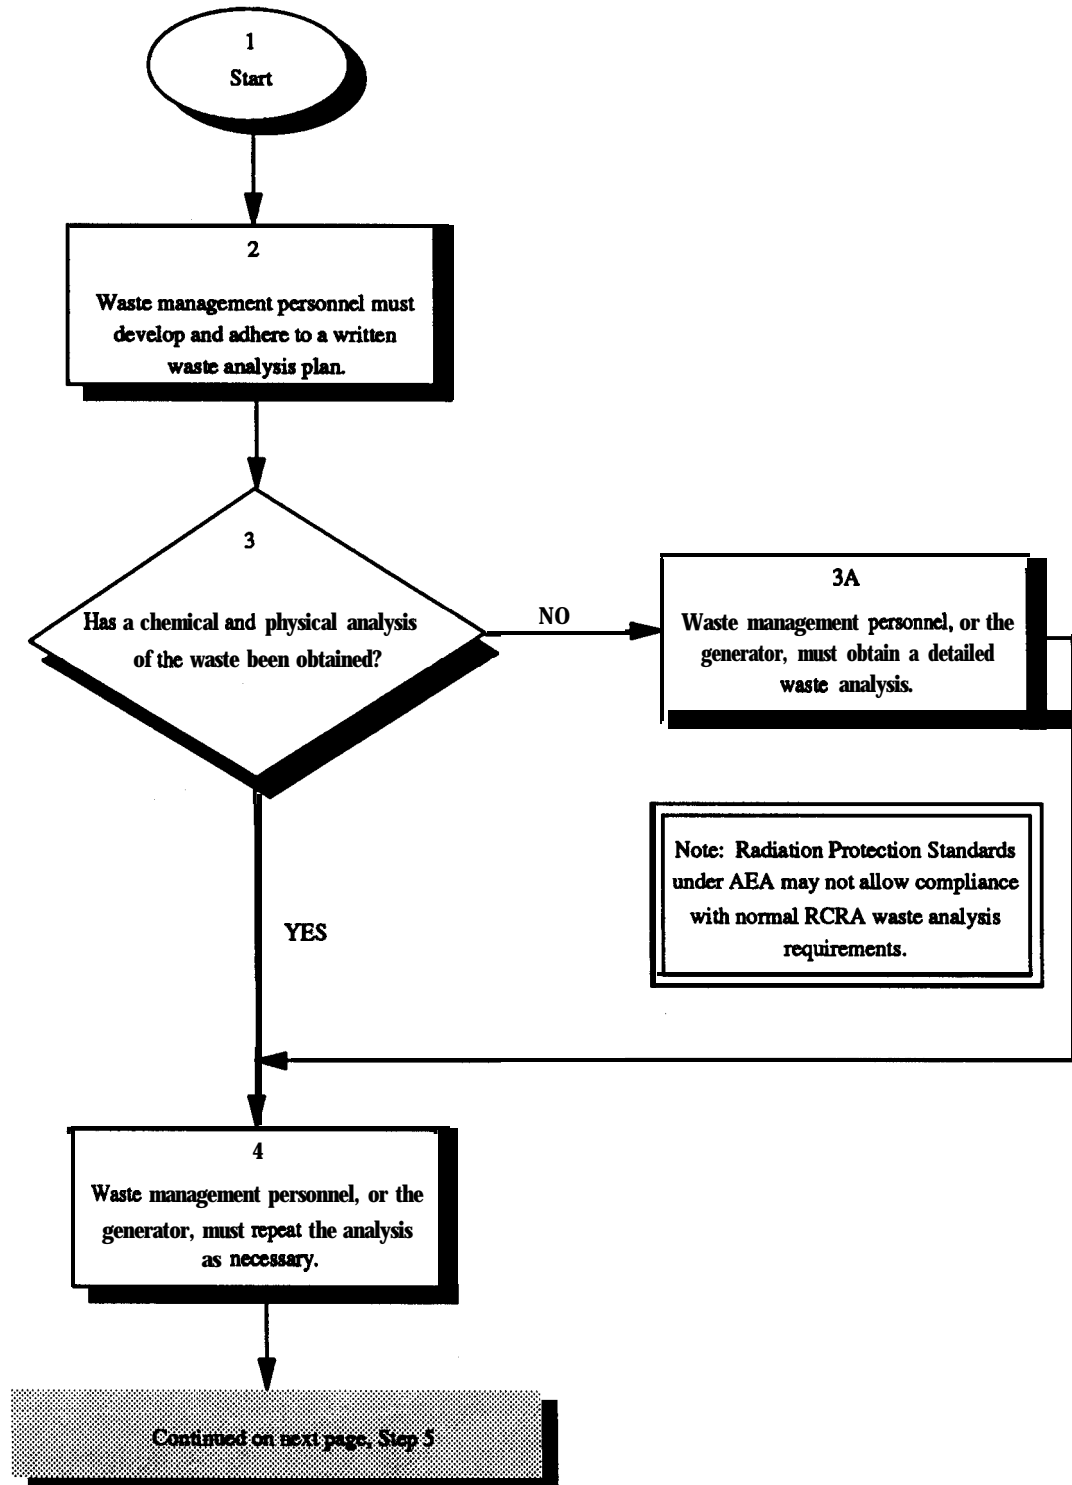 1
Start
2
Waste management personnel must
develop and adhere to a written
waste analysis plan.
3
Has a chemical and physical analysis
of the waste been obtained?
NO
3A
Waste management personnel, or the
generator, must obtain a detailed
waste analysis.
Note: Radiation Protection Standards
under AEA may not allow compliance
with normal RCRA waste analysis
requirements.
YES
4
Waste management personnel, or the
generator, must repeat the analysis
as necessary.
Continued on next page, Step 5